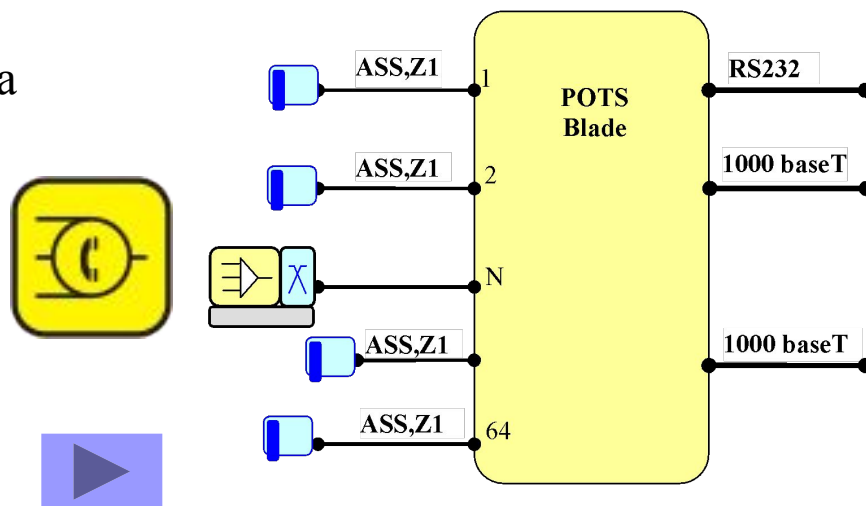 a
ASS,Z1
1
POTS
Blade
RS232
ASS,Z1
2
1000 baseT
N
ASS,Z1
1000 baseT
ASS,Z1
64